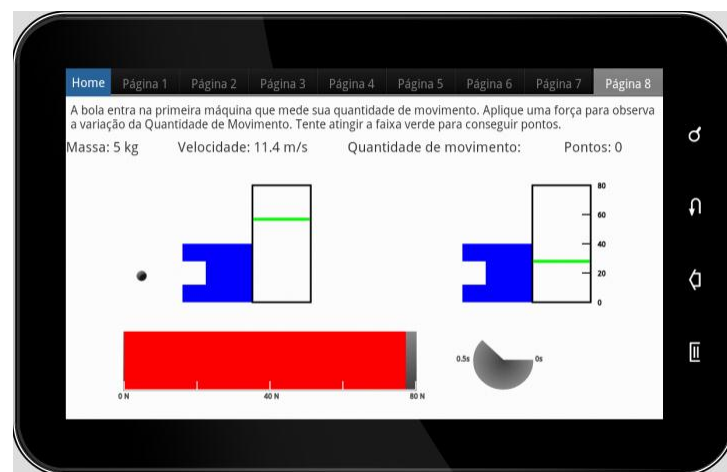 Home Página 1 Página 2 Página 3 Página 4 Página 5 Página 6 Página 7 Página 8
A bola entra na primeira máquina que mede sua quantidade de movimento. Aplique uma força para observa
a variação da Quantidade de Movimento. Tente atingir a faixa verde para conseguir pontos.
Massa: 5 kg Velocidade: 11.4 m/s Quantidade de movimento: Pontos: 0
80
60
40
20
0
0.5s 0s
0 N 40 N 80 N